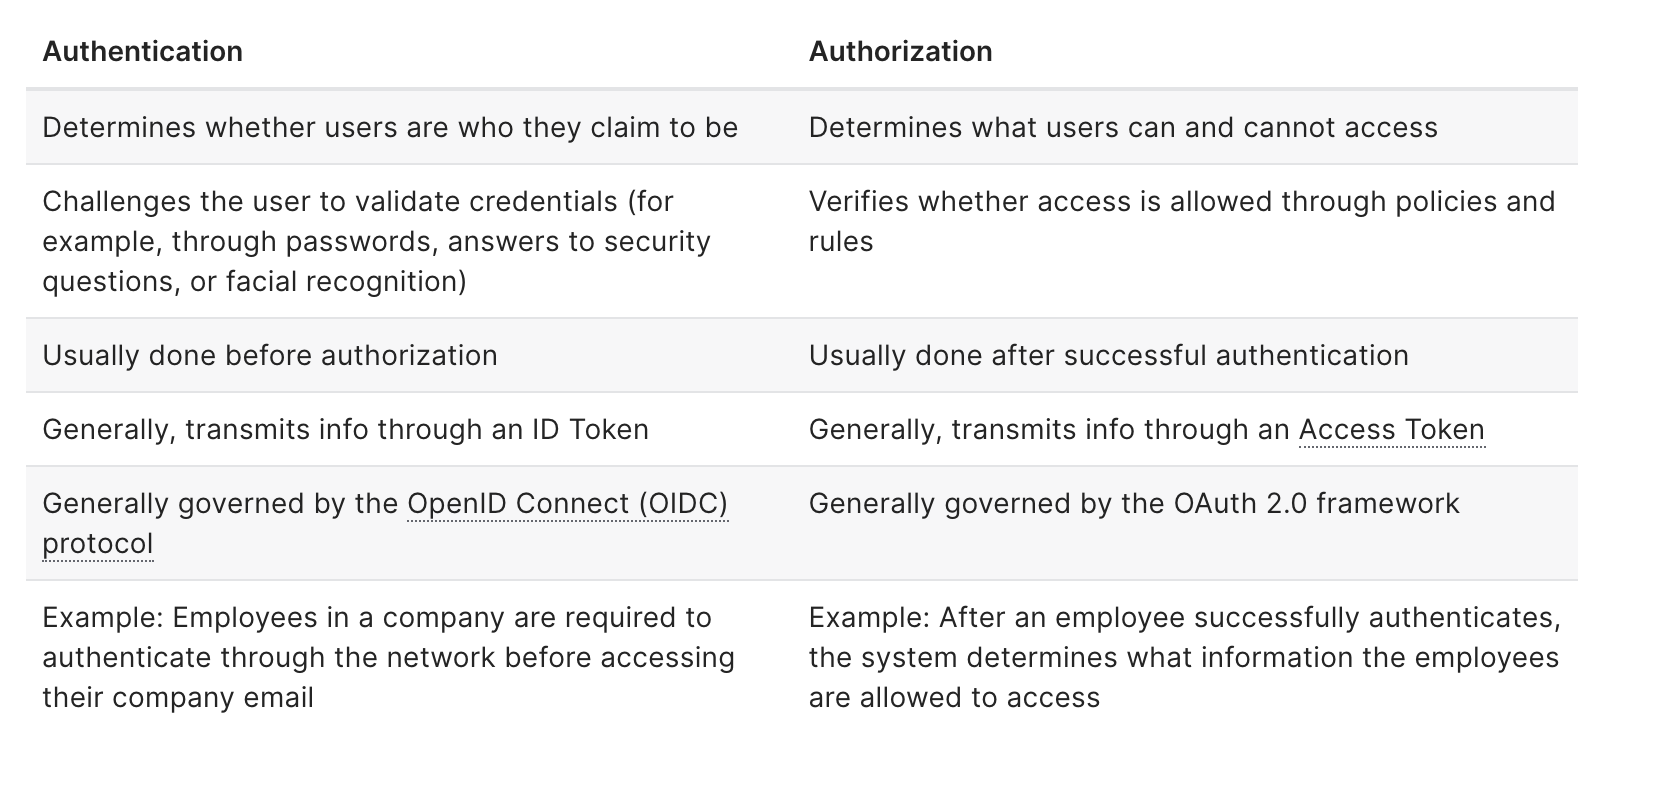 Authentication
Authorization
Determines whether users are who they claim to be
Determines what users can and cannot access
Challenges the user to validate credentials (for
example, through passwords, answers to security
questions, or facial recognition)
Verifies whether access is allowed through policies and
rules
Usually done before authorization
Usually done after successful authentication
Generally, transmits info through an ID Token
Generally, transmits info through an Access Token
Generally governed by the OpenID Connect (OIDC)
protocol
Generally governed by the OAuth 2.0 framework
Example: Employees in a company are required to
authenticate through the network before accessing
their company email
Example: After an employee successfully authenticates,
the system determines what information the employees
are allowed to access